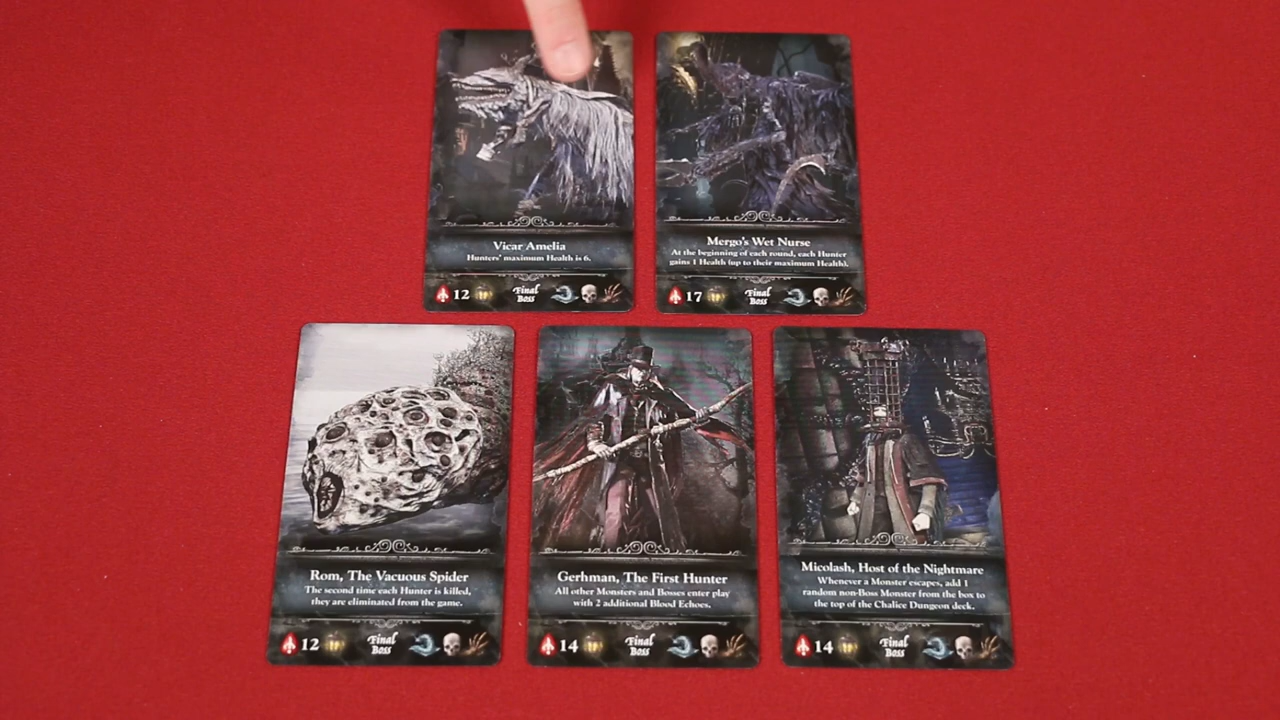 Vicar Amelia
Hunters' maximum Health is 6.
12
Final
Boss
Mergo's Wet Nurse
At the beginning of each round, each Hunter
gains 1 Health (up to their maximum Health).
17
Final
Boss
Rom, The Vacuous Spider
The second time each Hunter is killed,
they are eliminated from the game.
12
Final
Boss
Gerhman, The First Hunter
All other Monsters and Bosses enter play
with 2 additional Blood Echoes.
14
Final
Boss
Micolash, Host of the Nightmare
Whenever a Monster escapes, add 1
random non-Boss Monster from the box to
the top of the Chalice Dungeon deck.
14
Final
Boss